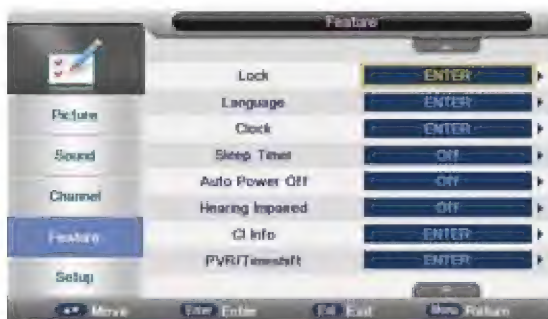 Feature
Lock ENTER
Language ENTER
Picture
Clock ENTER
Sound
Sleep Timer Off
Auto Power Off Off
Channel
Hearing Impaired Off
Feature
CI Info ENTER
PVR/Timeshift ENTER
Setup
Move Enter Enter Exit Exit Menu Return